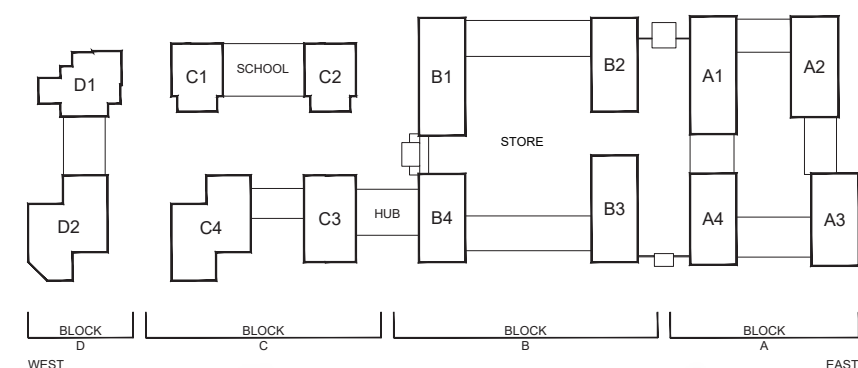 D1
C1
SCHOOL
C2
B1
B2
A1
A2
STORE
D2
C4
C3
HUB
B4
B3
A4
A3
BLOCK
D
BLOCK
C
BLOCK
B
BLOCK
A
WEST
EAST